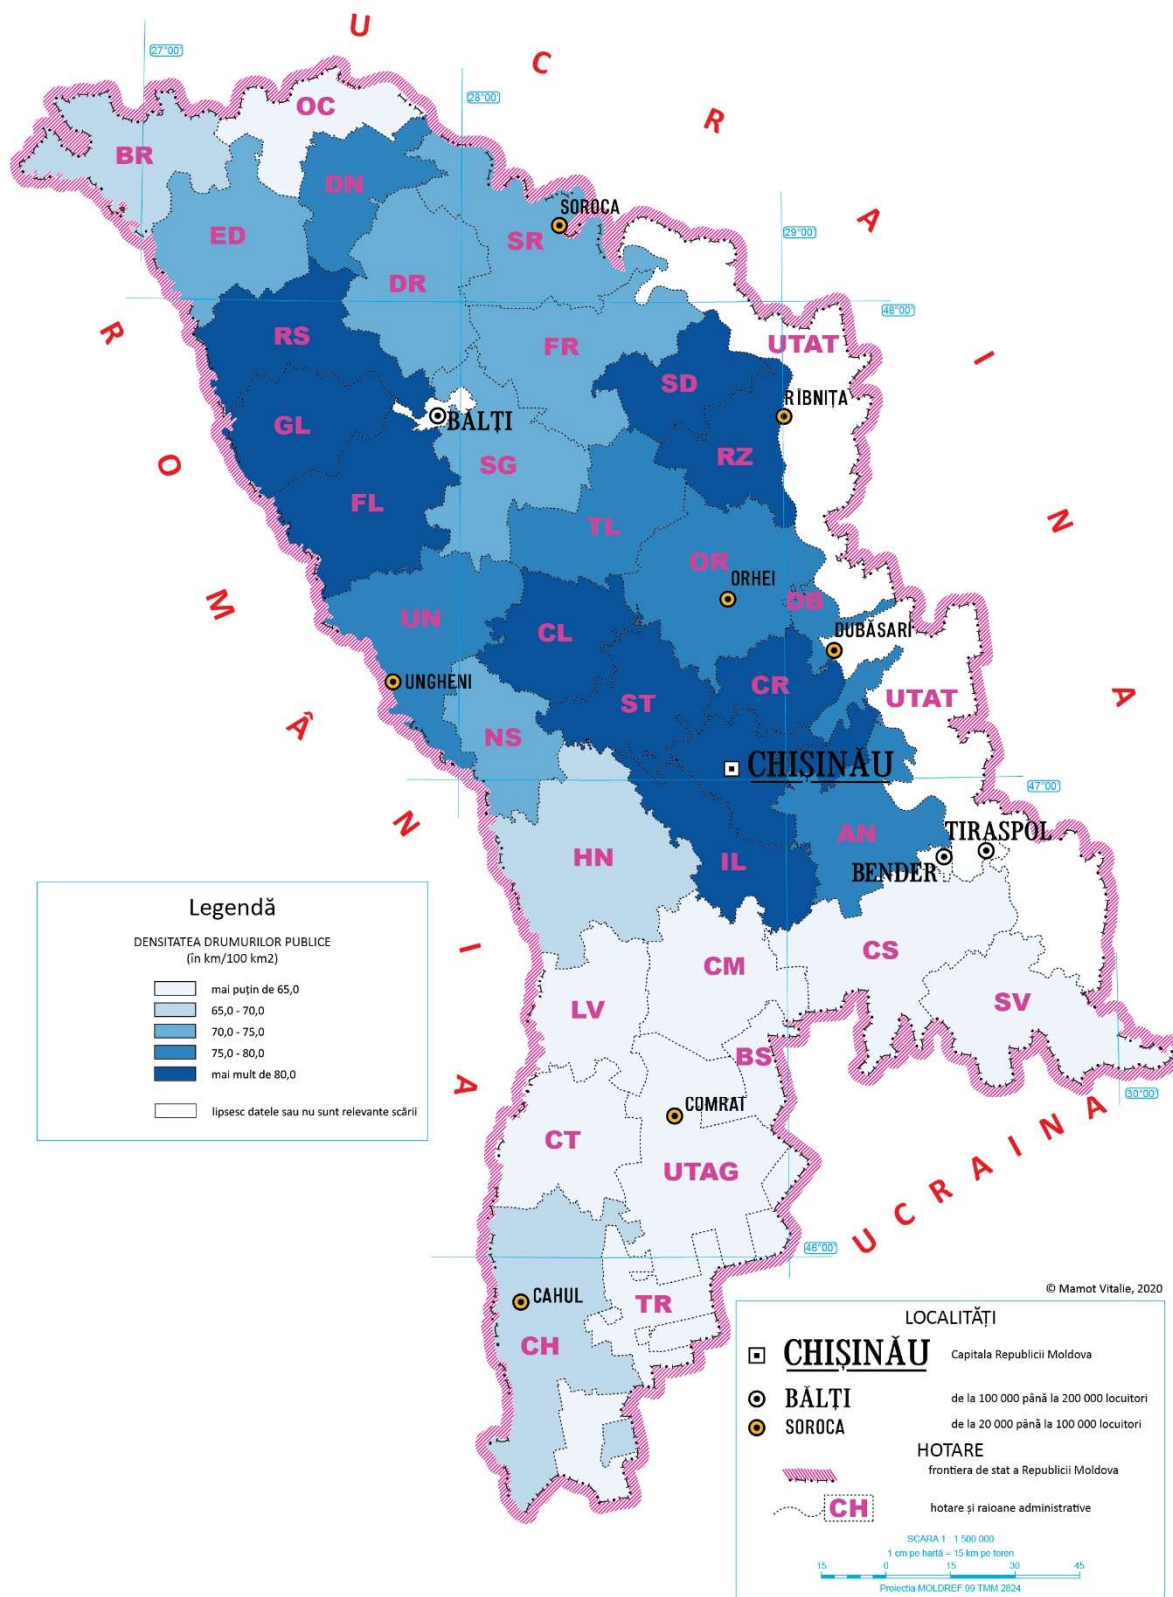 U C R A I N A
27°00'
28°00'
29°00'
48°00'
OC
BR
DN
ED
SOROCA
SR
DR
RS
FR
UTAT
SD
RÎBNIȚA
GL
BĂLȚI
RZ
SG
FL
TL
OR
ORHEI
DB
DUBĂSARI
UN
CL
UNGHENI
CR
ST
UTAT
NS
CHIȘINĂU
47°00'
R O M Â N I A
AN
TIRASPOL
BENDER
HN
IL
CS
CM
LV
SV
BS
30°00'
COMRAT
CT
UTAG
U C R A I N A
46°00'
CAHUL
TR
CH
Legendă
DENSITATEA DRUMURILOR PUBLICE
(în km/100 km2)
mai puțin de 65,0
65,0 - 70,0
70,0 - 75,0
75,0 - 80,0
mai mult de 80,0
lipsesc datele sau nu sunt relevante scării
© Mamot Vitalie, 2020
LOCALITĂȚI
CHIȘINĂU Capitala Republicii Moldova
BĂLȚI de la 100 000 până la 200 000 locuitori
SOROCA de la 20 000 până la 100 000 locuitori
HOTARE
frontiera de stat a Republicii Moldova
CH hotare și raioane administrative
SCARA 1 : 1 500 000
1 cm pe hartă = 15 km pe teren
15 0 15 30 45
Proiectia MOLDREF 99 TMM 2824